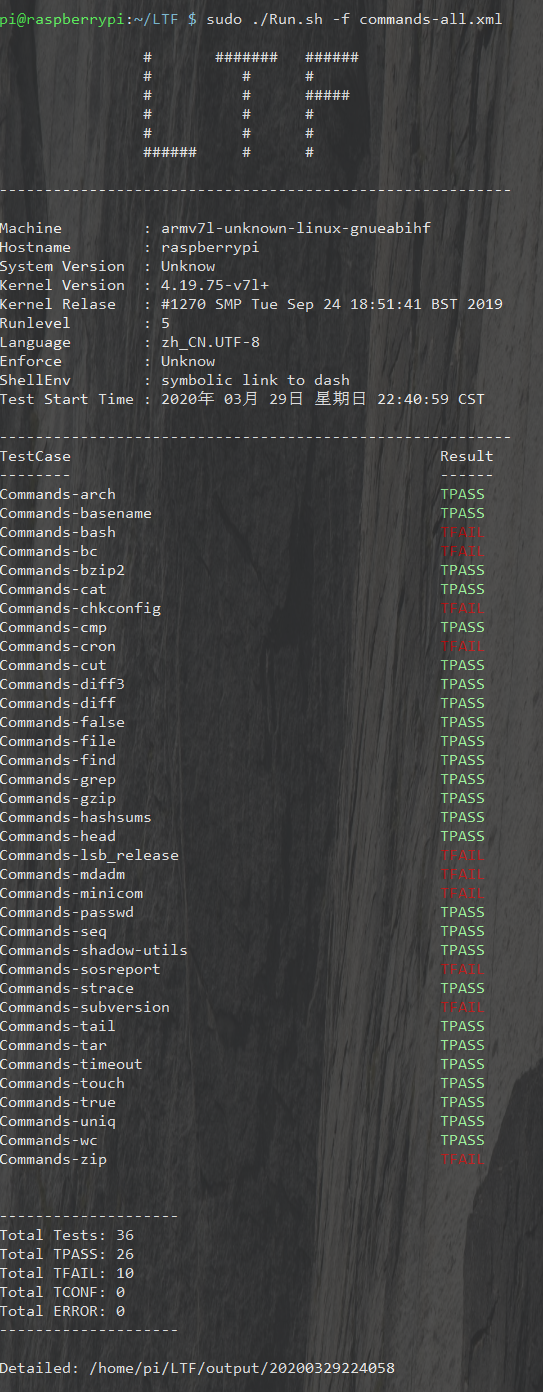 pi@raspberrypi:~/LTF $ sudo ./Run.sh -f commands-all.xml
#       #######   ######
#          #      #
#          #      #####
#          #      #
#          #      #
######     #      #
---------------------------------------------------------
Machine            : armv7l-unknown-linux-gnueabihf
Hostname           : raspberrypi
System Version     : Unknow
Kernel Version     : 4.19.75-v7l+
Kernel Relase      : #1270 SMP Tue Sep 24 18:51:41 BST 2019
Runlevel           : 5
Language           : zh_CN.UTF-8
Enforce            : Unknow
ShellEnv           : symbolic link to dash
Test Start Time : 2020年 03月 29日 星期日 22:40:59 CST
---------------------------------------------------------
TestCase                                         Result
--------                                         ------
Commands-arch                                    TPASS
Commands-basename                                TPASS
Commands-bash                                    TFAIL
Commands-bc                                      TFAIL
Commands-bzip2                                   TPASS
Commands-cat                                     TPASS
Commands-chkconfig                               TFAIL
Commands-cmp                                     TPASS
Commands-cron                                    TFAIL
Commands-cut                                     TPASS
Commands-diff3                                   TPASS
Commands-diff                                    TPASS
Commands-false                                   TPASS
Commands-file                                    TPASS
Commands-find                                    TPASS
Commands-grep                                    TPASS
Commands-gzip                                    TPASS
Commands-hashsums                                TPASS
Commands-head                                    TPASS
Commands-lsb_release                             TFAIL
Commands-mdadm                                   TFAIL
Commands-minicom                                 TFAIL
Commands-passwd                                  TPASS
Commands-seq                                     TPASS
Commands-shadow-utils                            TPASS
Commands-sosreport                               TFAIL
Commands-strace                                  TPASS
Commands-subversion                              TFAIL
Commands-tail                                    TPASS
Commands-tar                                     TPASS
Commands-timeout                                 TPASS
Commands-touch                                   TPASS
Commands-true                                    TPASS
Commands-uniq                                    TPASS
Commands-wc                                      TPASS
Commands-zip                                     TFAIL
--------------------
Total Tests: 36
Total TPASS: 26
Total TFAIL: 10
Total TCONF: 0
Total ERROR: 0
--------------------
Detailed: /home/pi/LTF/output/20200329224058